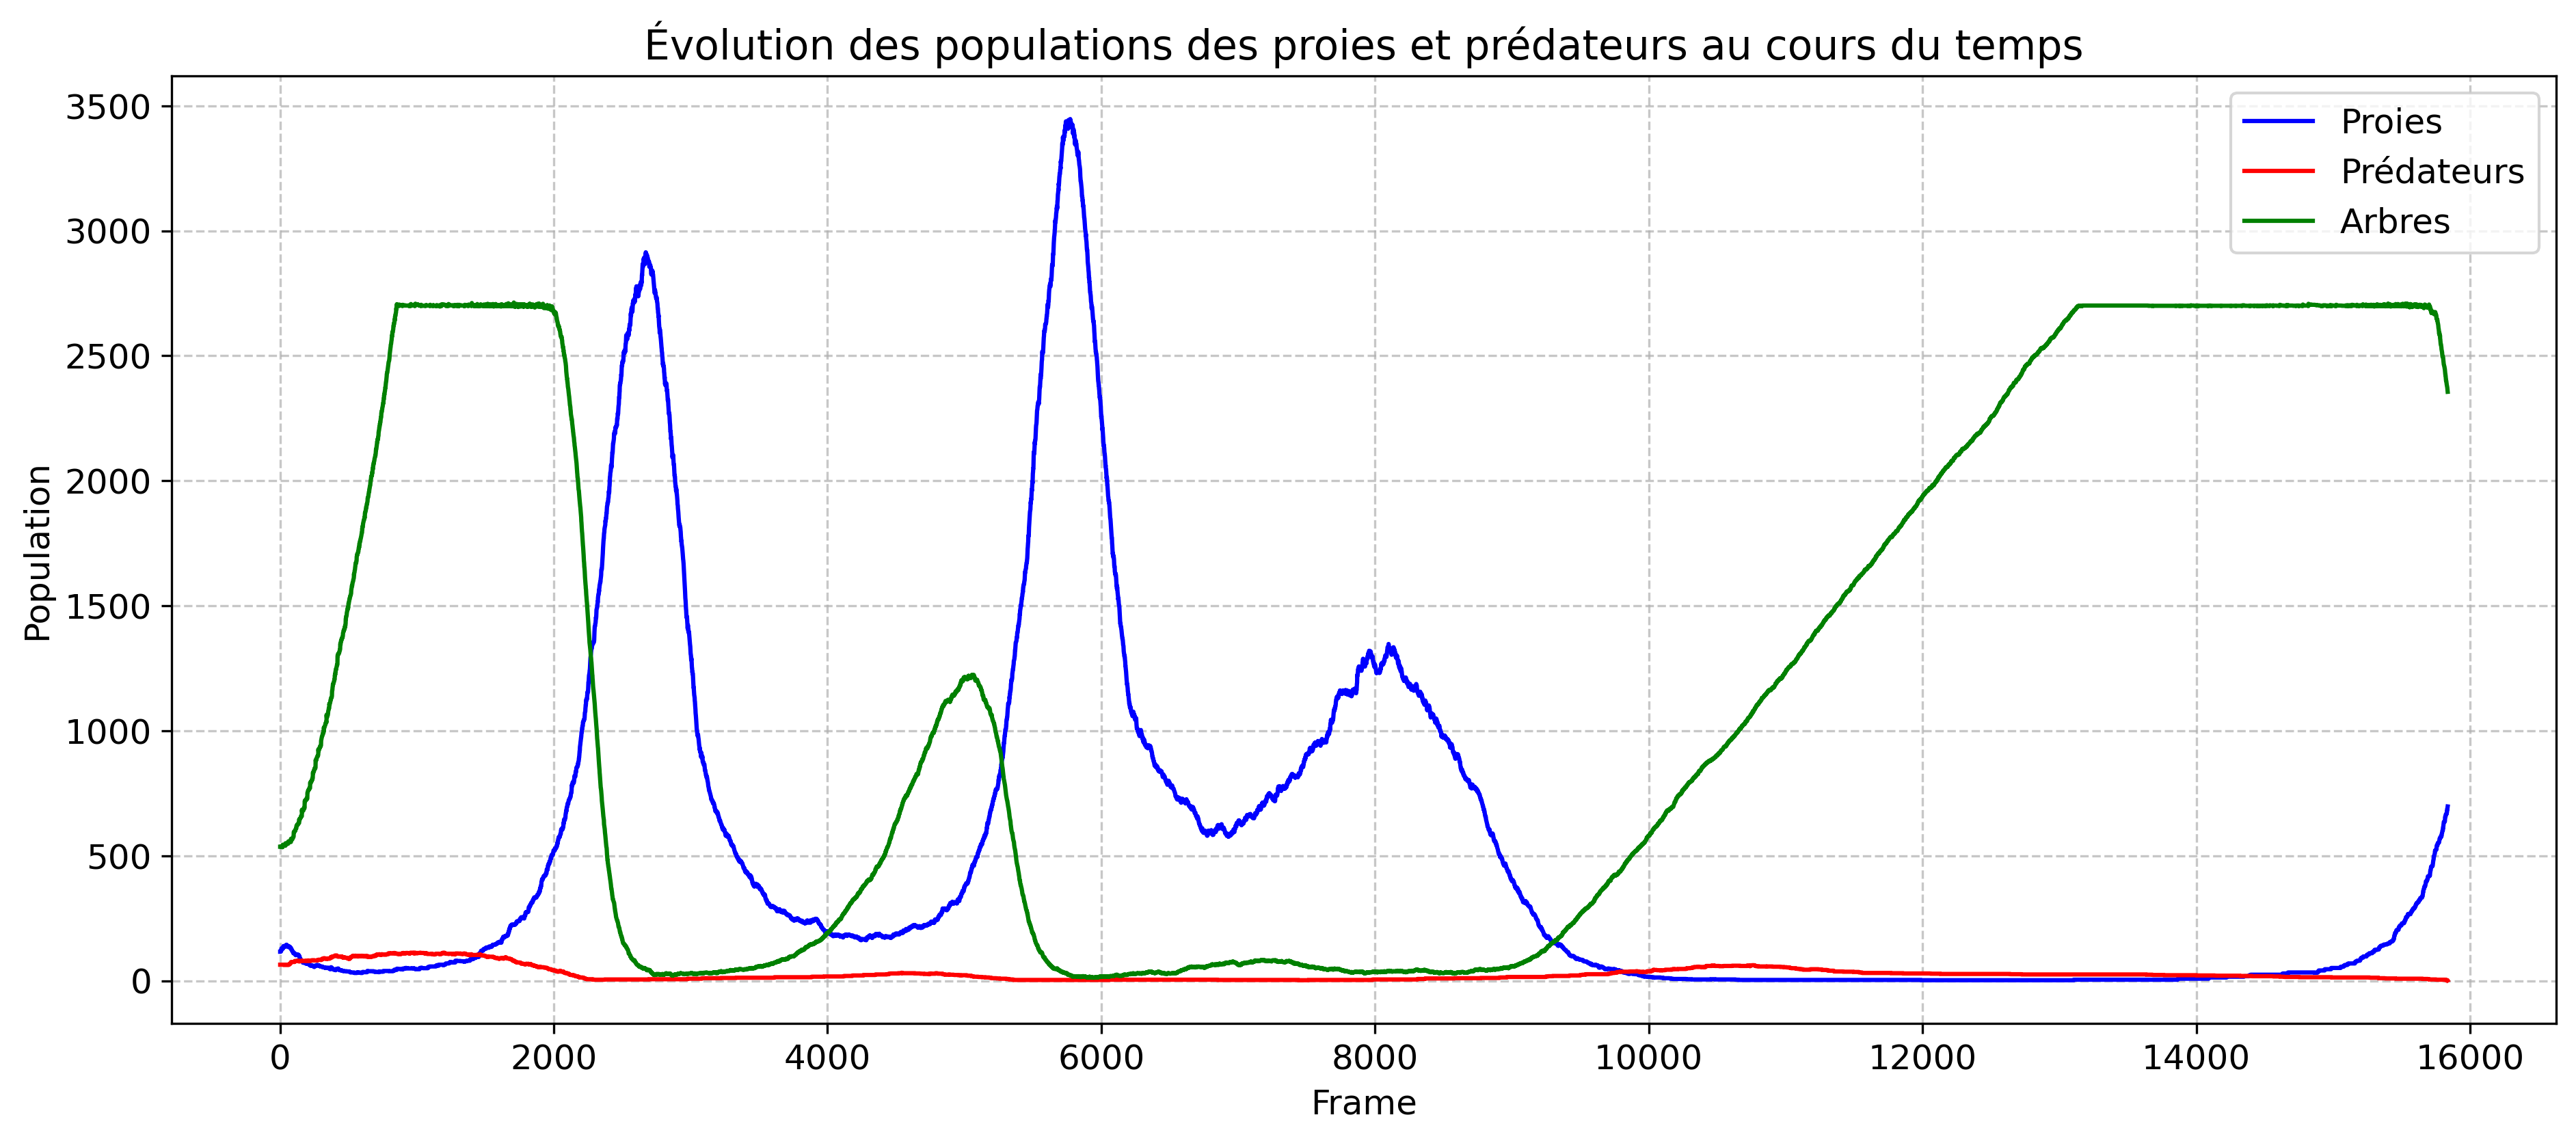 Évolution des populations des proies et prédateurs au cours du temps
Proies
Prédateurs
Arbres
Population
3500
3000
2500
2000
1500
1000
500
0
0 2000 4000 6000 8000 10000 12000 14000 16000
Frame